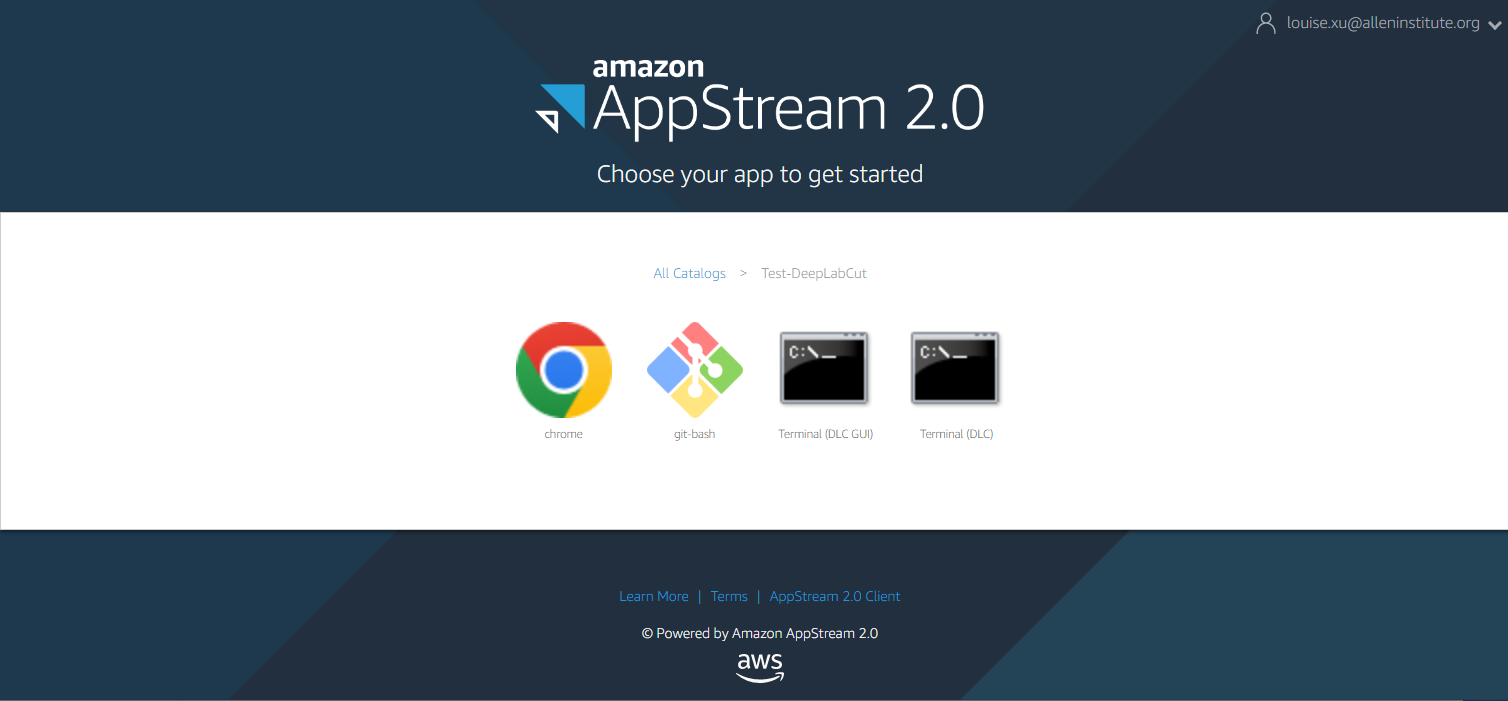 louise.xu@alleninstitute.org
amazon
AppStream 2.0
Choose your app to get started
All Catalogs > Test-DeepLabCut
C:\_ C:\_
chrome git-bash Terminal (DLC GUI) Terminal (DLC)
Learn More | Terms | AppStream 2.0 Client
© Powered by Amazon AppStream 2.0
aws